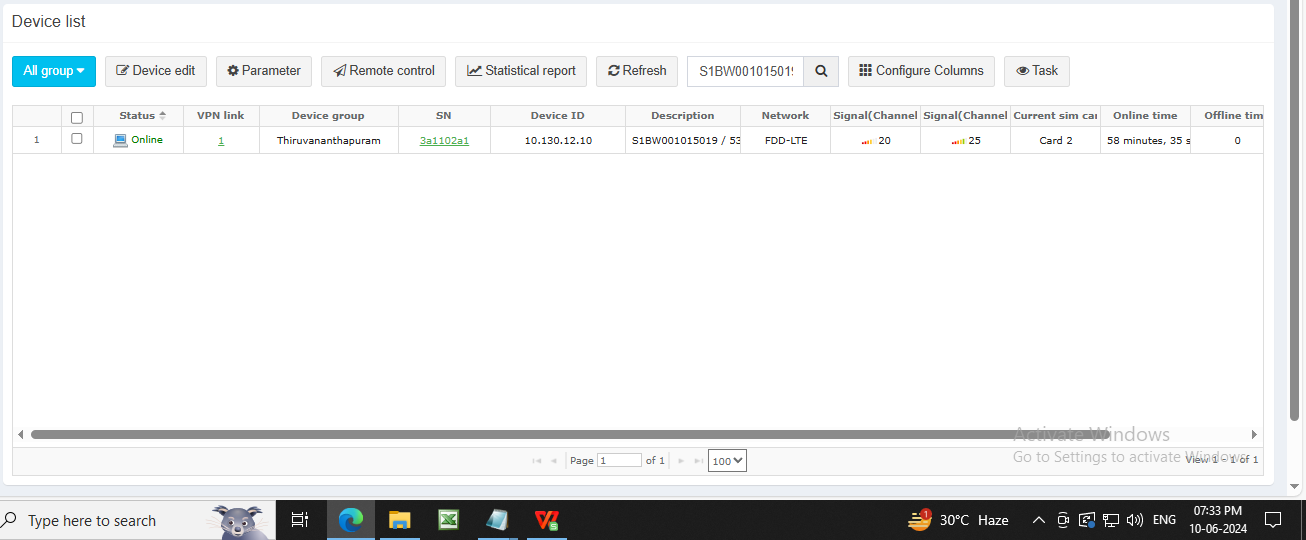 Device list
All group
Device edit
Parameter
Remote control
Statistical report
Refresh
S1BW001015019
Configure Columns
Task
Status VPN link Device group SN Device ID Description Network Signal(Channel Signal(Channel Current sim car Online time Offline tim
1 Online 1 Thiruvananthapuram 3a1102a1 10.130.12.10 S1BW001015019 / 53 FDD-LTE 20 25 Card 2 58 minutes, 35 s 0
Activate Windows
Go to Settings to activate Windows.
Page 1 of 1 100 View 1 - 1 of 1
Type here to search
1 30°C Haze ENG 07:33 PM
10-06-2024